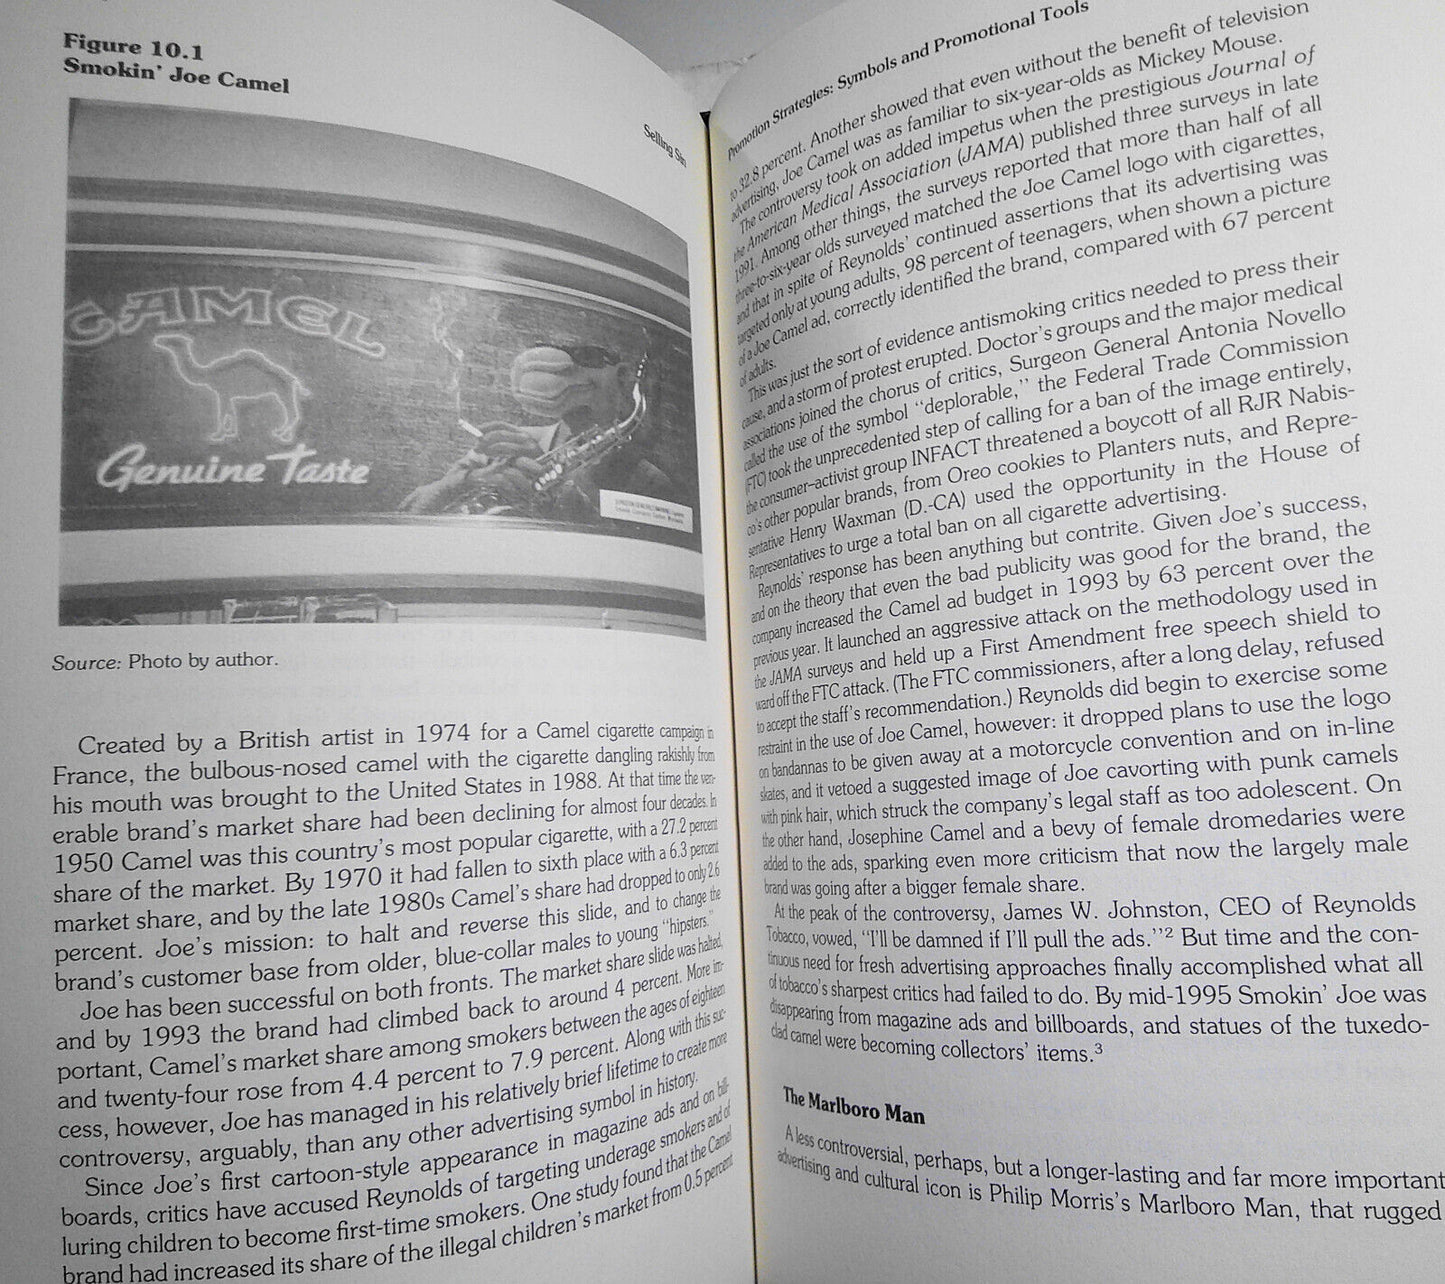 Figure 10.1
Smokin' Joe Camel
Selling Sin
CAMEL
Genuine Taste
Source: Photo by author.
Created by a British artist in 1974 for a Camel cigarette campaign in
France, the bulbous-nosed camel with the cigarette dangling rakishly from
his mouth was brought to the United States in 1988. At that time the ven-
erable brand's market share had been declining for almost four decades. In
1950 Camel was this country's most popular cigarette, with a 27.2 percent
share of the market. By 1970 it had fallen to sixth place with a 6.3 percent
market share, and by the late 1980s Camel's share had dropped to only 2.6
percent. Joe's mission: to halt and reverse this slide, and to change the
brand's customer base from older, blue-collar males to young "hipsters."
Joe has been successful on both fronts. The market share slide was halted,
and by 1993 the brand had climbed back to around 4 percent. More im-
portant, Camel's market share among smokers between the ages of eighteen
and twenty-four rose from 4.4 percent to 7.9 percent. Along with this suc-
cess, however, Joe has managed in his relatively brief lifetime to create more
controversy, arguably, than any other advertising symbol in history.
Since Joe's first cartoon-style appearance in magazine ads and on bill-
boards, critics have accused Reynolds of targeting underage smokers and of
luring children to become first-time smokers. One study found that the Camel
brand had increased its share of the illegal children's market from 0.5 percent
Promotion Strategies: Symbols and Promotional Tools
to 32.8 percent. Another showed that even without the benefit of television
advertising, Joe Camel was as familiar to six-year-olds as Mickey Mouse.
The controversy took on added impetus when the prestigious Journal of
the American Medical Association (JAMA) published three surveys in late
1991. Among other things, the surveys reported that more than half of all
three-to-six-year olds surveyed matched the Joe Camel logo with cigarettes,
and that in spite of Reynolds' continued assertions that its advertising was
targeted only at young adults, 98 percent of teenagers, when shown a picture
of a Joe Camel ad, correctly identified the brand, compared with 67 percent
of adults.
This was just the sort of evidence antismoking critics needed to press their
cause, and a storm of protest erupted. Doctor's groups and the major medical
associations joined the chorus of critics, Surgeon General Antonia Novello
called the use of the symbol "deplorable," the Federal Trade Commission
(FTC) took the unprecedented step of calling for a ban of the image entirely,
the consumer–activist group INFACT threatened a boycott of all RJR Nabis-
co's other popular brands, from Oreo cookies to Planters nuts, and Repre-
sentative Henry Waxman (D.-CA) used the opportunity in the House of
Representatives to urge a total ban on all cigarette advertising.
Reynolds' response has been anything but contrite. Given Joe's success,
and on the theory that even the bad publicity was good for the brand, the
company increased the Camel ad budget in 1993 by 63 percent over the
previous year. It launched an aggressive attack on the methodology used in
the JAMA surveys and held up a First Amendment free speech shield to
ward off the FTC attack. (The FTC commissioners, after a long delay, refused
to accept the staff's recommendation.) Reynolds did begin to exercise some
restraint in the use of Joe Camel, however: it dropped plans to use the logo
on bandannas to be given away at a motorcycle convention and on in-line
skates, and it vetoed a suggested image of Joe cavorting with punk camels
with pink hair, which struck the company's legal staff as too adolescent. On
the other hand, Josephine Camel and a bevy of female dromedaries were
added to the ads, sparking even more criticism that now the largely male
brand was going after a bigger female share.
At the peak of the controversy, James W. Johnston, CEO of Reynolds
Tobacco, vowed, "I'll be damned if I'll pull the ads."2 But time and the con-
tinuous need for fresh advertising approaches finally accomplished what all
of tobacco's sharpest critics had failed to do. By mid-1995 Smokin' Joe was
disappearing from magazine ads and billboards, and statues of the tuxedo-
clad camel were becoming collectors' items.3
The Marlboro Man
A less controversial, perhaps, but a longer-lasting and far more important
advertising and cultural icon is Philip Morris's Marlboro Man, that rugged